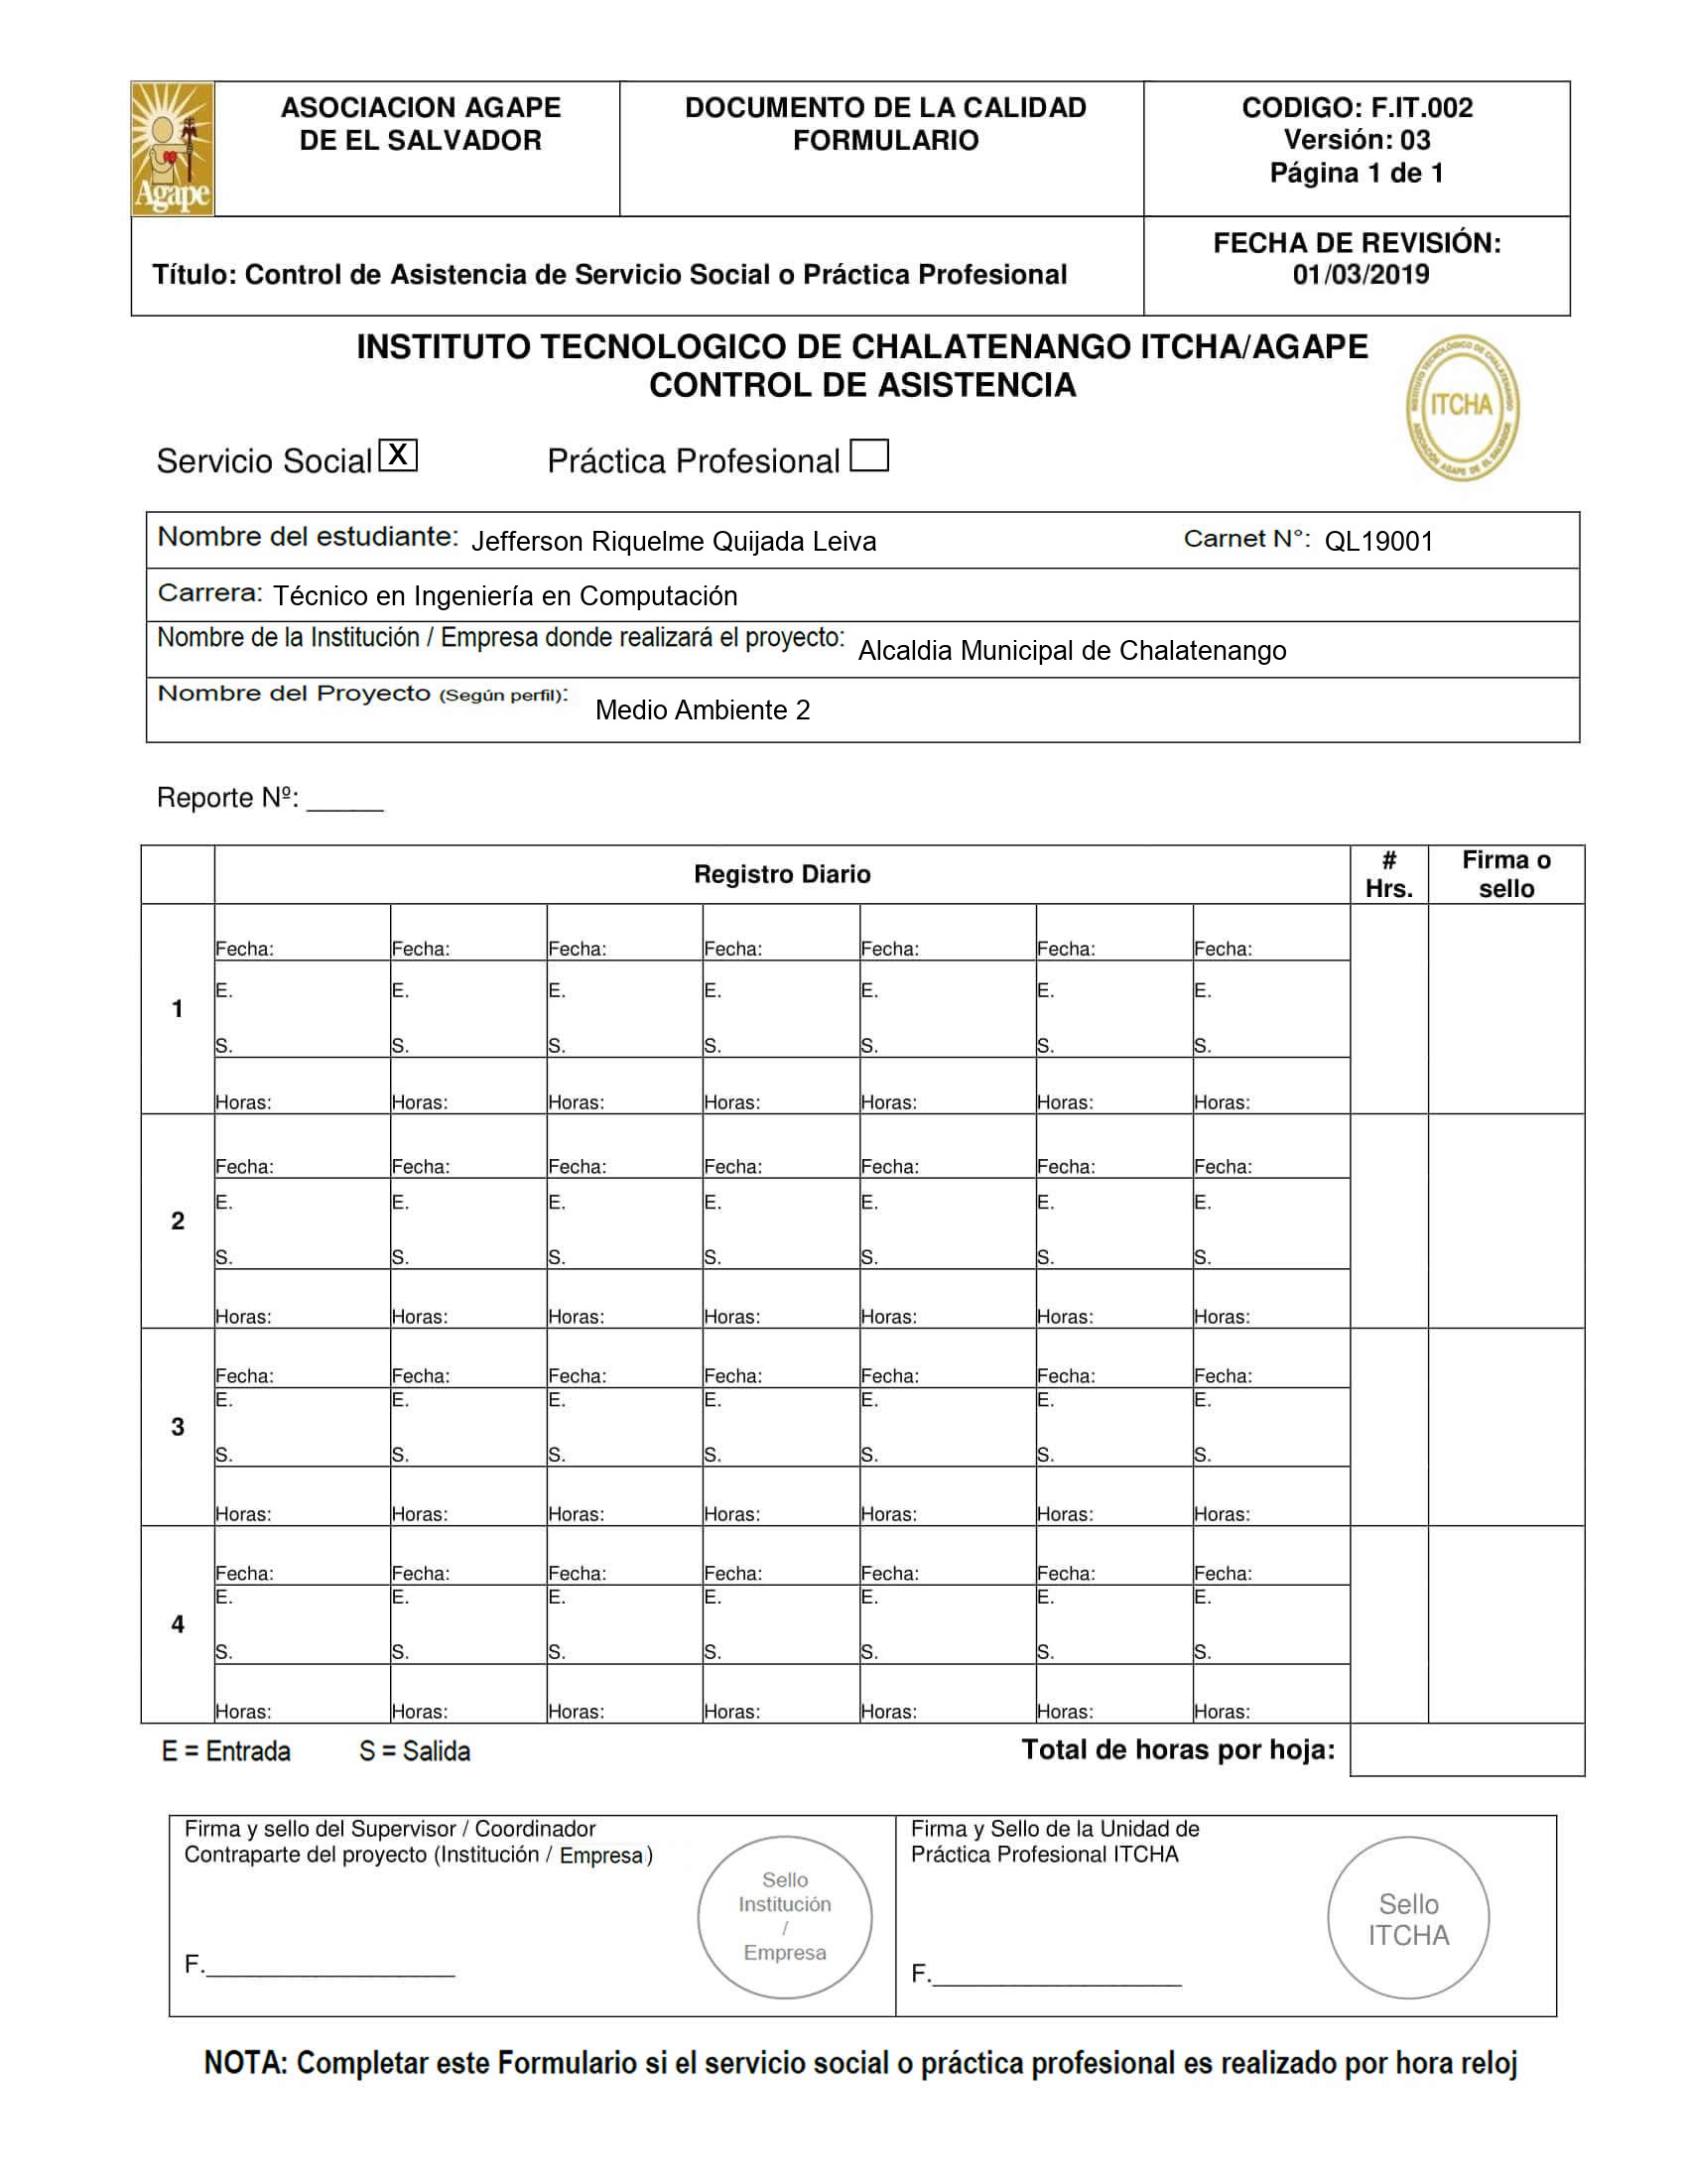 Agape
ASOCIACION AGAPE
DE EL SALVADOR
DOCUMENTO DE LA CALIDAD
FORMULARIO
CODIGO: F.IT.002
Versión: 03
Página 1 de 1
Título: Control de Asistencia de Servicio Social o Práctica Profesional
FECHA DE REVISIÓN:
01/03/2019
INSTITUTO TECNOLOGICO DE CHALATENANGO ITCHA/AGAPE
CONTROL DE ASISTENCIA
INSTITUTO TECNOLÓGICO DE CHALATENANGO
ITCHA
ASOCIACIÓN AGAPE DE EL SALVADOR
Servicio Social X Práctica Profesional
Nombre del estudiante: Jefferson Riquelme Quijada Leiva Carnet N°: QL19001
Carrera: Técnico en Ingeniería en Computación
Nombre de la Institución / Empresa donde realizará el proyecto: Alcaldia Municipal de Chalatenango
Nombre del Proyecto (Según perfil): Medio Ambiente 2
Reporte Nº: _____
Registro Diario # Hrs. Firma o sello
1
Fecha: Fecha: Fecha: Fecha: Fecha: Fecha: Fecha:
E. E. E. E. E. E. E.
S. S. S. S. S. S. S.
Horas: Horas: Horas: Horas: Horas: Horas: Horas:
2
Fecha: Fecha: Fecha: Fecha: Fecha: Fecha: Fecha:
E. E. E. E. E. E. E.
S. S. S. S. S. S. S.
Horas: Horas: Horas: Horas: Horas: Horas: Horas:
3
Fecha: Fecha: Fecha: Fecha: Fecha: Fecha: Fecha:
E. E. E. E. E. E. E.
S. S. S. S. S. S. S.
Horas: Horas: Horas: Horas: Horas: Horas: Horas:
4
Fecha: Fecha: Fecha: Fecha: Fecha: Fecha: Fecha:
E. E. E. E. E. E. E.
S. S. S. S. S. S. S.
Horas: Horas: Horas: Horas: Horas: Horas: Horas:
E = Entrada S = Salida Total de horas por hoja:
Firma y sello del Supervisor / Coordinador
Contraparte del proyecto (Institución / Empresa)
Sello
Institución
/
Empresa
F.____________________
Firma y Sello de la Unidad de
Práctica Profesional ITCHA
Sello
ITCHA
F.____________________
NOTA: Completar este Formulario si el servicio social o práctica profesional es realizado por hora reloj